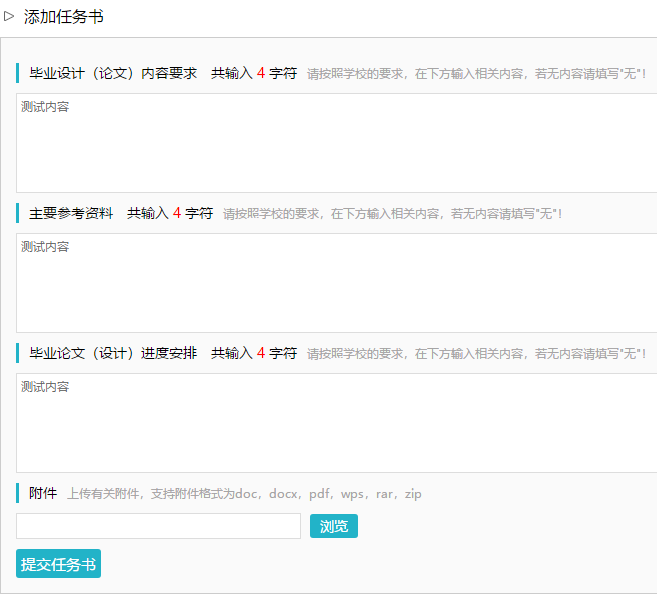 添加任务书
毕业设计（论文）内容要求 共输入 4 字符 请按照学校的要求，在下方输入相关内容，若无内容请填写"无"！
测试内容
主要参考资料 共输入 4 字符 请按照学校的要求，在下方输入相关内容，若无内容请填写"无"！
测试内容
毕业论文（设计）进度安排 共输入 4 字符 请按照学校的要求，在下方输入相关内容，若无内容请填写"无"！
测试内容
附件 上传有关附件，支持附件格式为doc，docx，pdf，wps，rar，zip
浏览
提交任务书